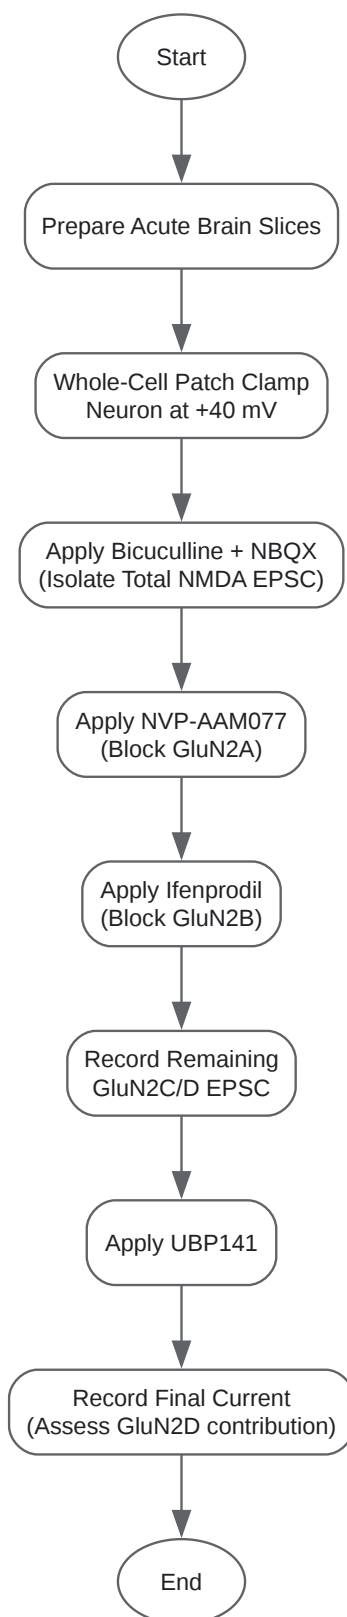 Start
Prepare Acute Brain Slices
Whole-Cell Patch Clamp
Neuron at +40 mV
Apply Bicuculline + NBQX
(Isolate Total NMDA EPSC)
Apply NVP-AAM077
(Block GluN2A)
Apply Ifenprodil
(Block GluN2B)
Record Remaining
GluN2C/D EPSC
Apply UBP141
Record Final Current
(Assess GluN2D contribution)
End